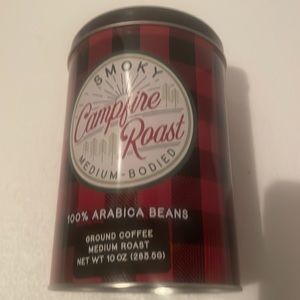 SMOKY
Campfire
Roast
MEDIUM-BODIED
100% ARABICA BEANS
GROUND COFFEE
MEDIUM ROAST
NET WT 10 OZ (283.5G)